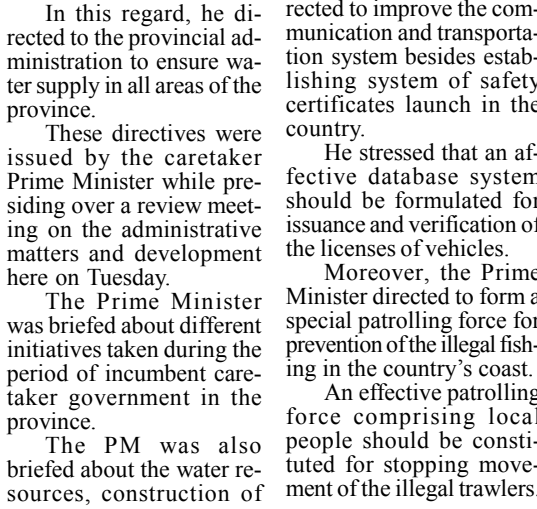 In this regard, he di-
rected to the provincial ad-
ministration to ensure wa-
ter supply in all areas of the
province.
These directives were
issued by the caretaker
Prime Minister while pre-
siding over a review meet-
ing on the administrative
matters and development
here on Tuesday.
The Prime Minister
was briefed about different
initiatives taken during the
period of incumbent care-
taker government in the
province.
The PM was also
briefed about the water re-
sources, construction of
rected to improve the com-
munication and transporta-
tion system besides estab-
lishing system of safety
certificates launch in the
country.
He stressed that an af-
fective database system
should be formulated for
issuance and verification of
the licenses of vehicles.
Moreover, the Prime
Minister directed to form a
special patrolling force for
prevention of the illegal fish-
ing in the country's coast.
An effective patrolling
force comprising local
people should be consti-
tuted for stopping move-
ment of the illegal trawlers.